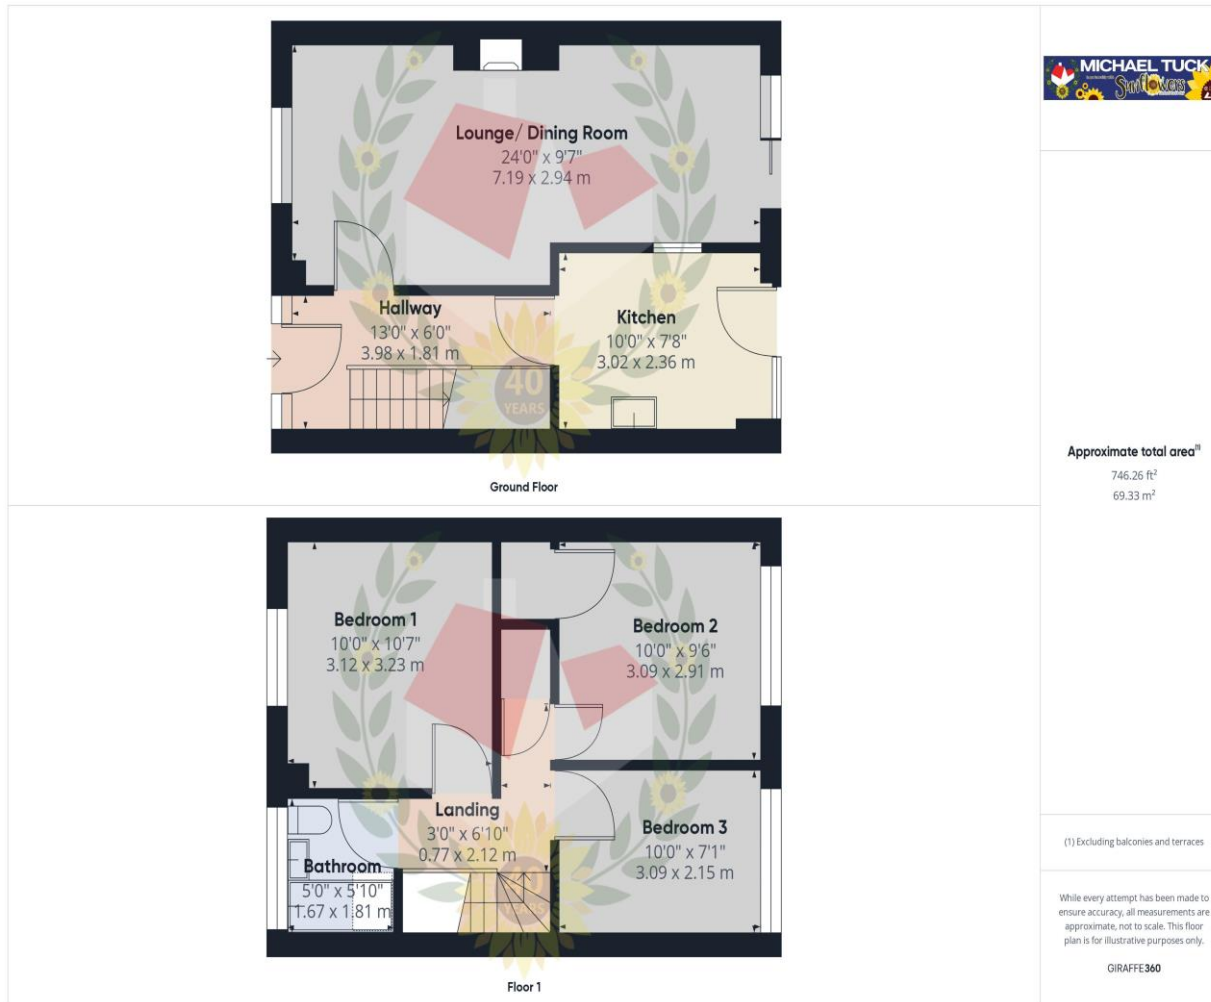 MICHAEL TUCK
Sunflowers
Lounge/ Dining Room
24'0" x 9'7"
7.19 x 2.94 m
Hallway
13'0" x 6'0"
3.98 x 1.81 m
Kitchen
10'0" x 7'8"
3.02 x 2.36 m
40
YEARS
Ground Floor
Approximate total area⁽¹⁾
746.26 ft²
69.33 m²
Bedroom 1
10'0" x 10'7"
3.12 x 3.23 m
Bedroom 2
10'0" x 9'6"
3.09 x 2.91 m
Landing
3'0" x 6'10"
0.77 x 2.12 m
Bedroom 3
10'0" x 7'1"
3.09 x 2.15 m
Bathroom
5'0" x 5'10"
1.67 x 1.81 m
40
YEARS
Floor 1
(1) Excluding balconies and terraces
While every attempt has been made to
ensure accuracy, all measurements are
approximate, not to scale. This floor
plan is for illustrative purposes only.
GIRAFFE360